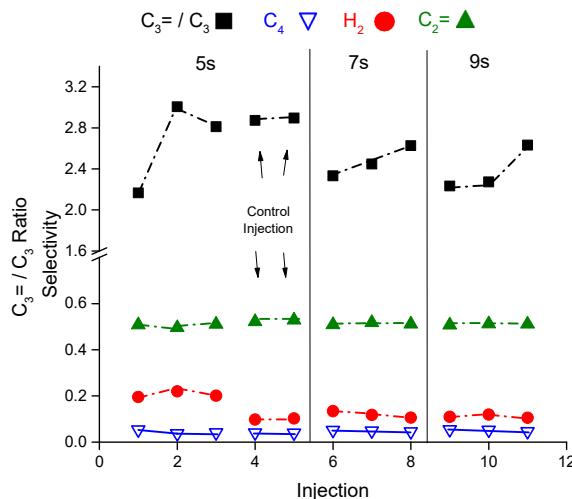 C3= / C3 C4 H2 C2=
5s 7s 9s
3.2
2.8
2.4
2.0
1.6
0.6
0.4
0.2
0.0
Control
Injection
C3= / C3 Ratio
Selectivity
0 2 4 6 8 10 12
Injection